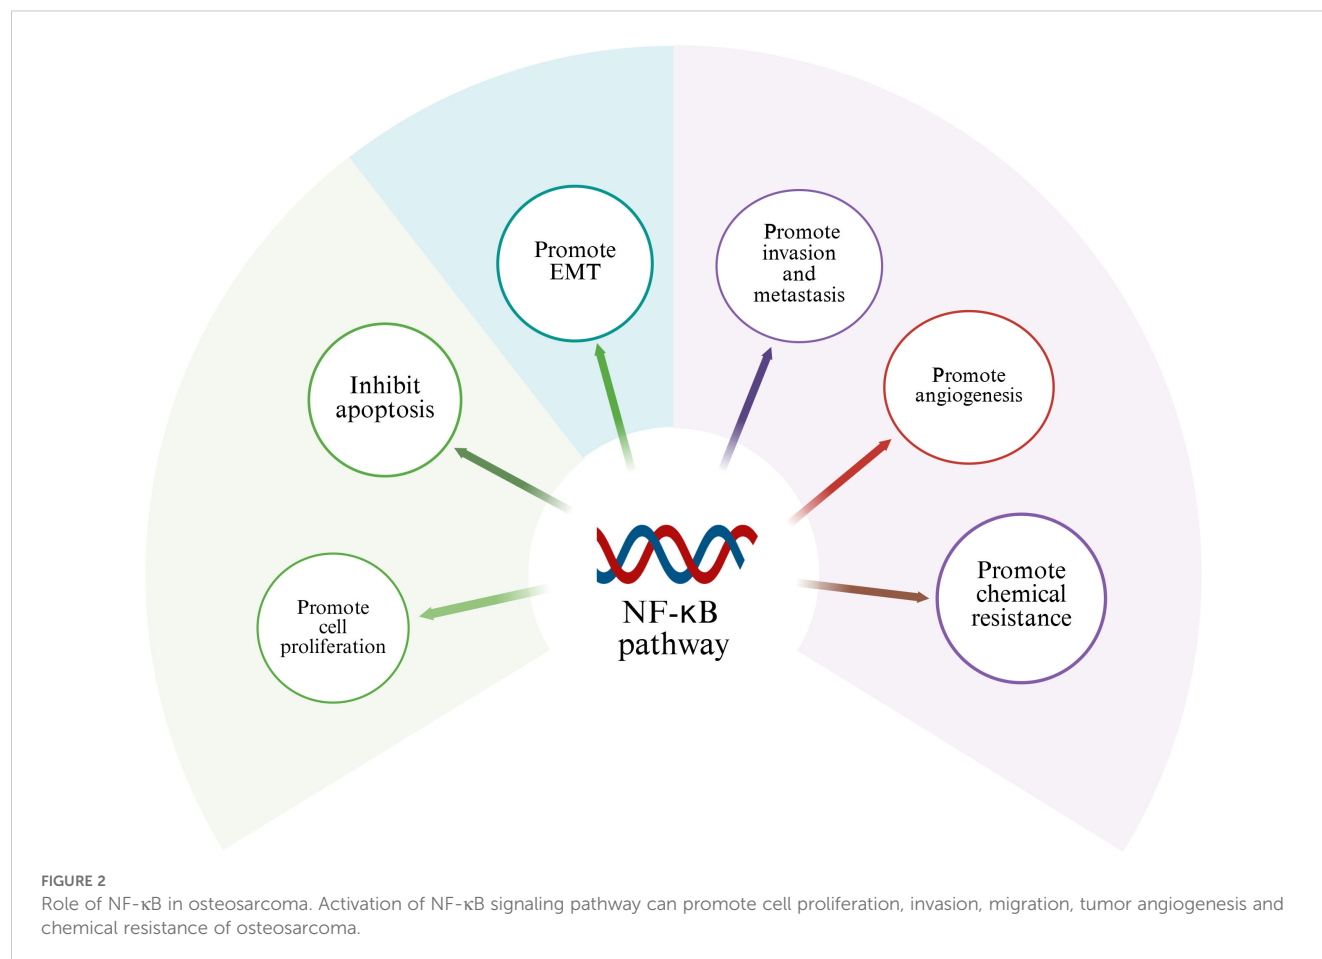 Promote
EMT
Promote
invasion
and
metastasis
Inhibit
apoptosis
Promote
angiogenesis
Promote
cell
proliferation
NF-κB
pathway
Promote
chemical
resistance
FIGURE 2
Role of NF-κB in osteosarcoma. Activation of NF-κB signaling pathway can promote cell proliferation, invasion, migration, tumor angiogenesis and
chemical resistance of osteosarcoma.